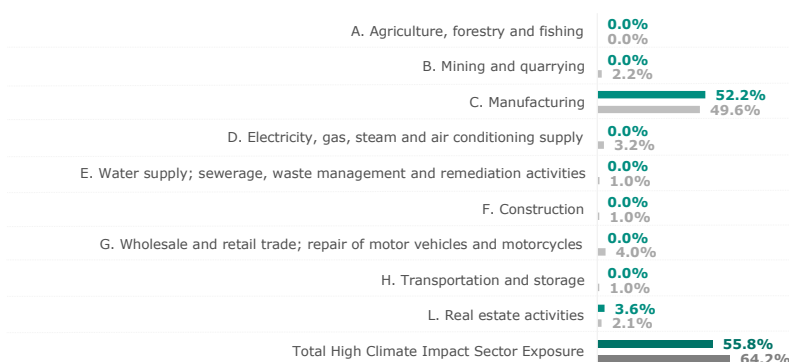 A. Agriculture, forestry and fishing 0.0%
0.0%
B. Mining and quarrying 0.0%
2.2%
C. Manufacturing 52.2%
49.6%
D. Electricity, gas, steam and air conditioning supply 0.0%
3.2%
E. Water supply; sewerage, waste management and remediation activities 0.0%
1.0%
F. Construction 0.0%
1.0%
G. Wholesale and retail trade; repair of motor vehicles and motorcycles 0.0%
4.0%
H. Transportation and storage 0.0%
1.0%
L. Real estate activities 3.6%
2.1%
Total High Climate Impact Sector Exposure 55.8%
64.2%